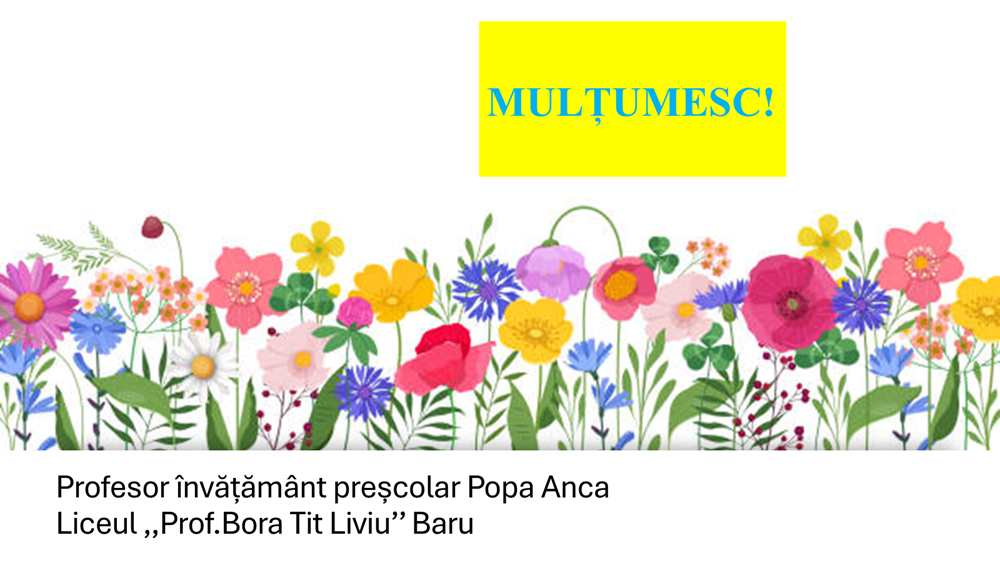 MULȚUMESC!
Profesor învățământ preșcolar Popa Anca
Liceul ,,Prof.Bora Tit Liviu’’ Baru